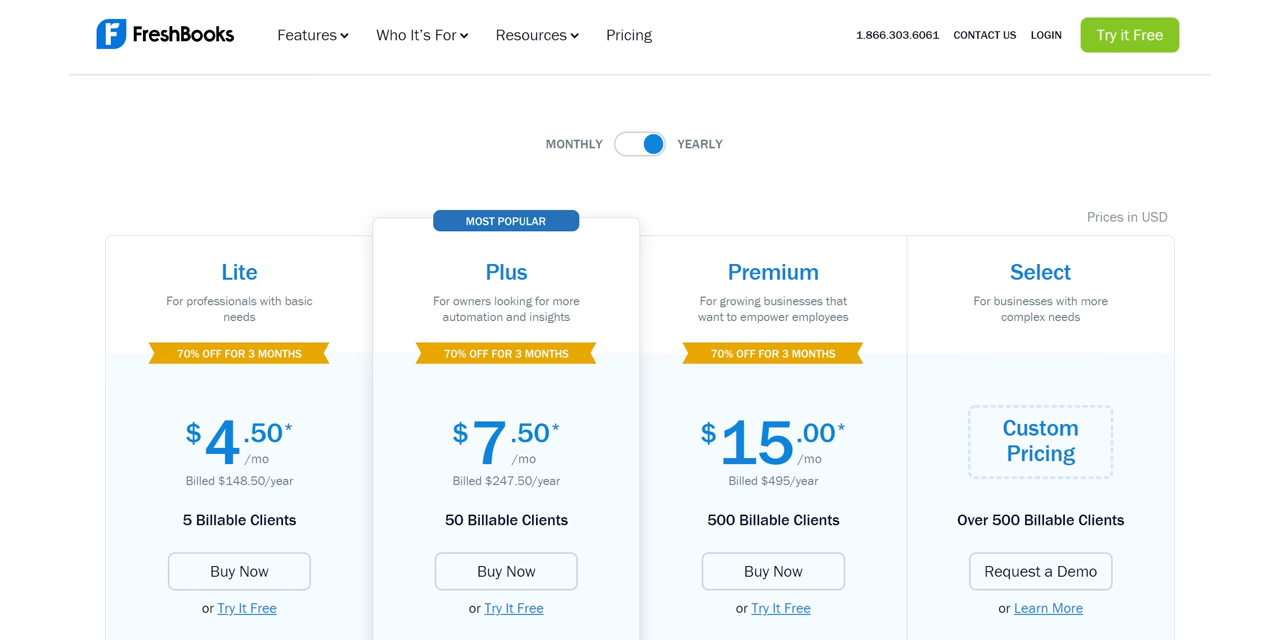 FreshBooks
Features
Who It's For
Resources
Pricing
1.866.303.6061
CONTACT US
LOGIN
Try it Free
MONTHLY
YEARLY
Prices in USD
Lite
For professionals with basic
needs
70% OFF FOR 3 MONTHS
$4.50*
/mo
Billed $148.50/year
5 Billable Clients
Buy Now
or Try It Free
MOST POPULAR
Plus
For owners looking for more
automation and insights
70% OFF FOR 3 MONTHS
$7.50*
/mo
Billed $247.50/year
50 Billable Clients
Buy Now
or Try It Free
Premium
For growing businesses that
want to empower employees
70% OFF FOR 3 MONTHS
$15.00*
/mo
Billed $495/year
500 Billable Clients
Buy Now
or Try It Free
Select
For businesses with more
complex needs
Custom
Pricing
Over 500 Billable Clients
Request a Demo
or Learn More